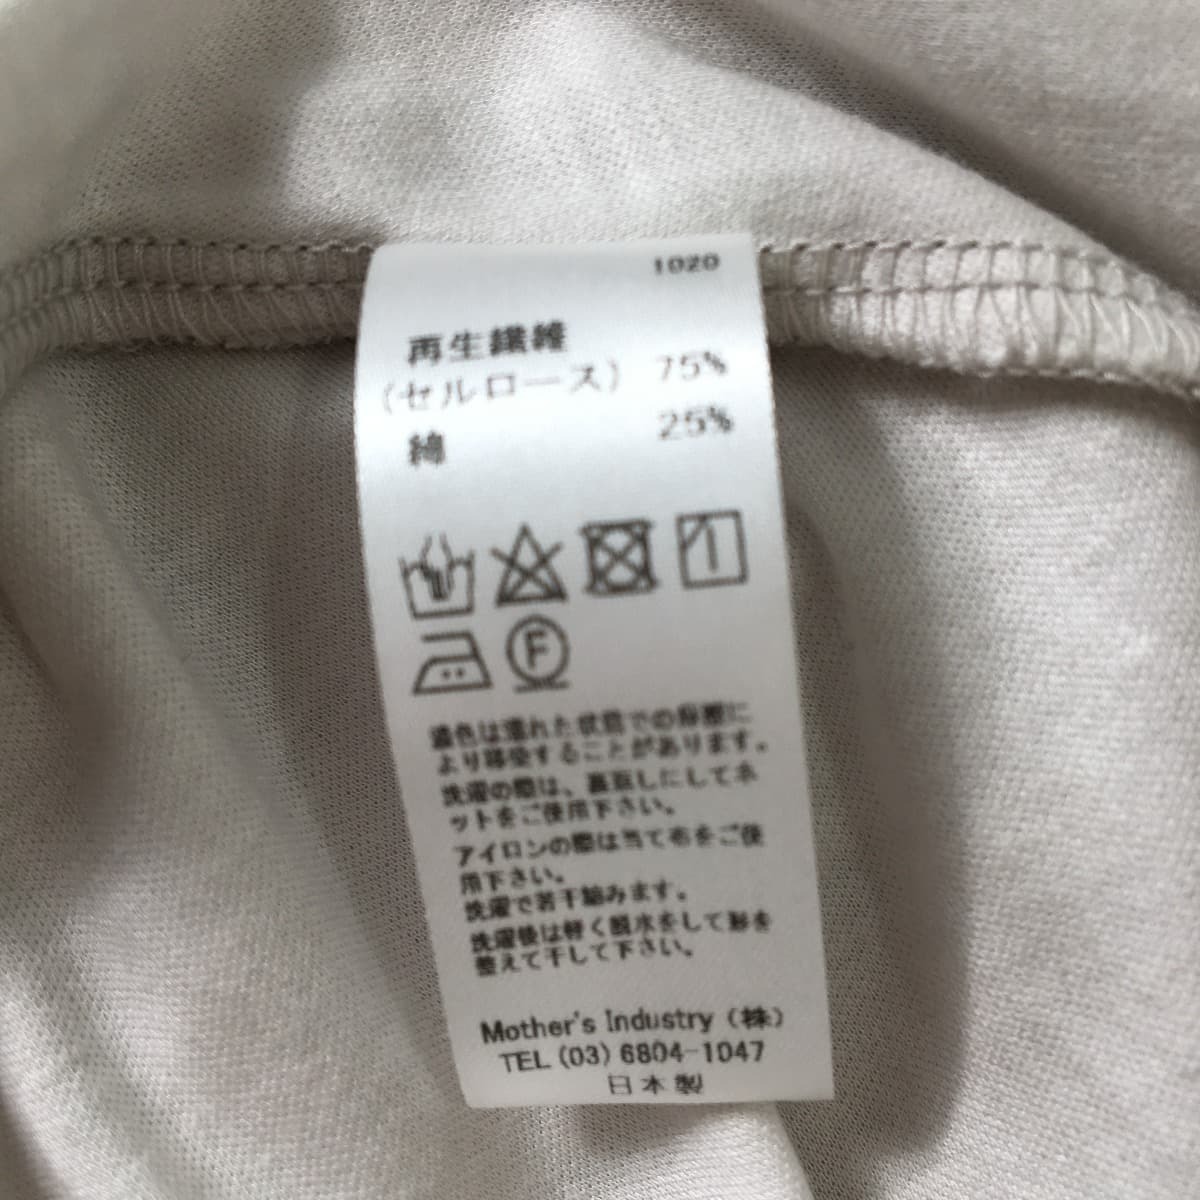 1020
再生繊維
(セルロース) 75%
綿 25%
F
濃色は濡れた状態での摩擦に
より移染することがあります。
洗濯の際は、裏返しにしてネ
ットをご使用下さい。
アイロンの際は当て布をご使
用下さい。
洗濯で若干縮みます。
洗濯後は軽く脱水をして形を
整えて干して下さい。
Mother's Industry (株)
TEL (03) 6804-1047
日本製